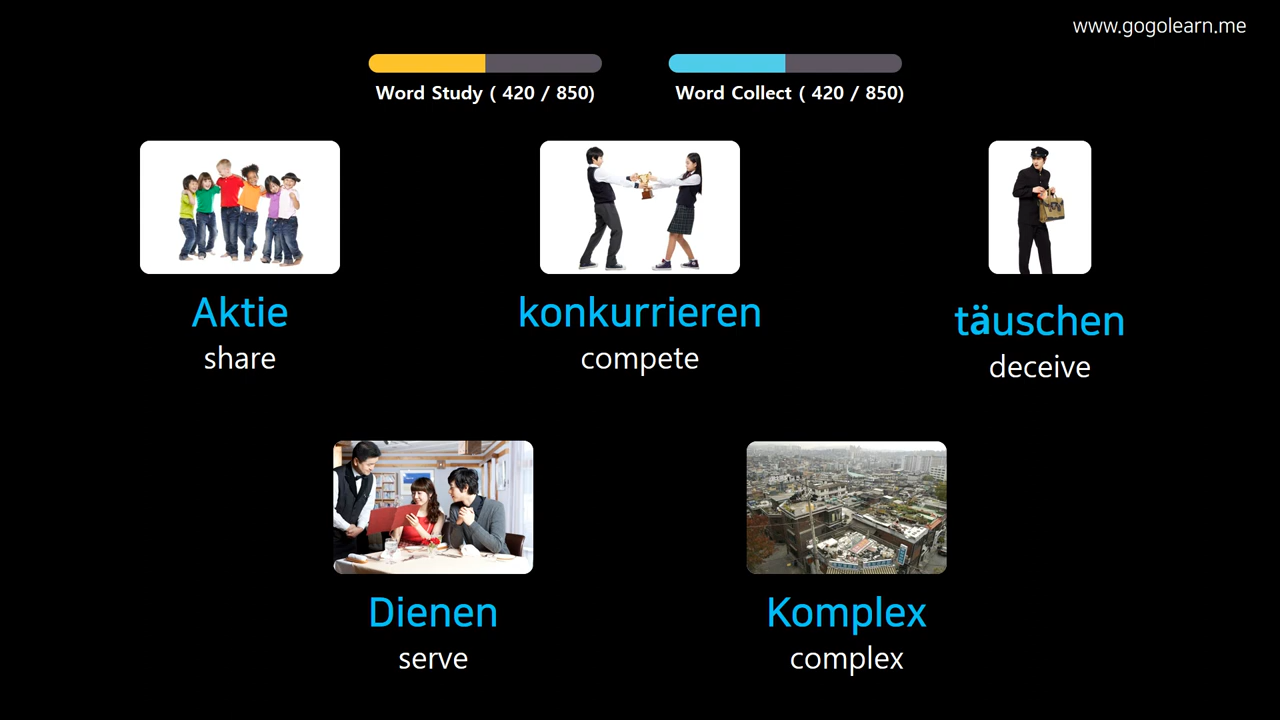 www.gogolearn.me
Word Study ( 420 / 850)
Word Collect ( 420 / 850)
Aktie
share
konkurrieren
compete
täuschen
deceive
Dienen
serve
Komplex
complex